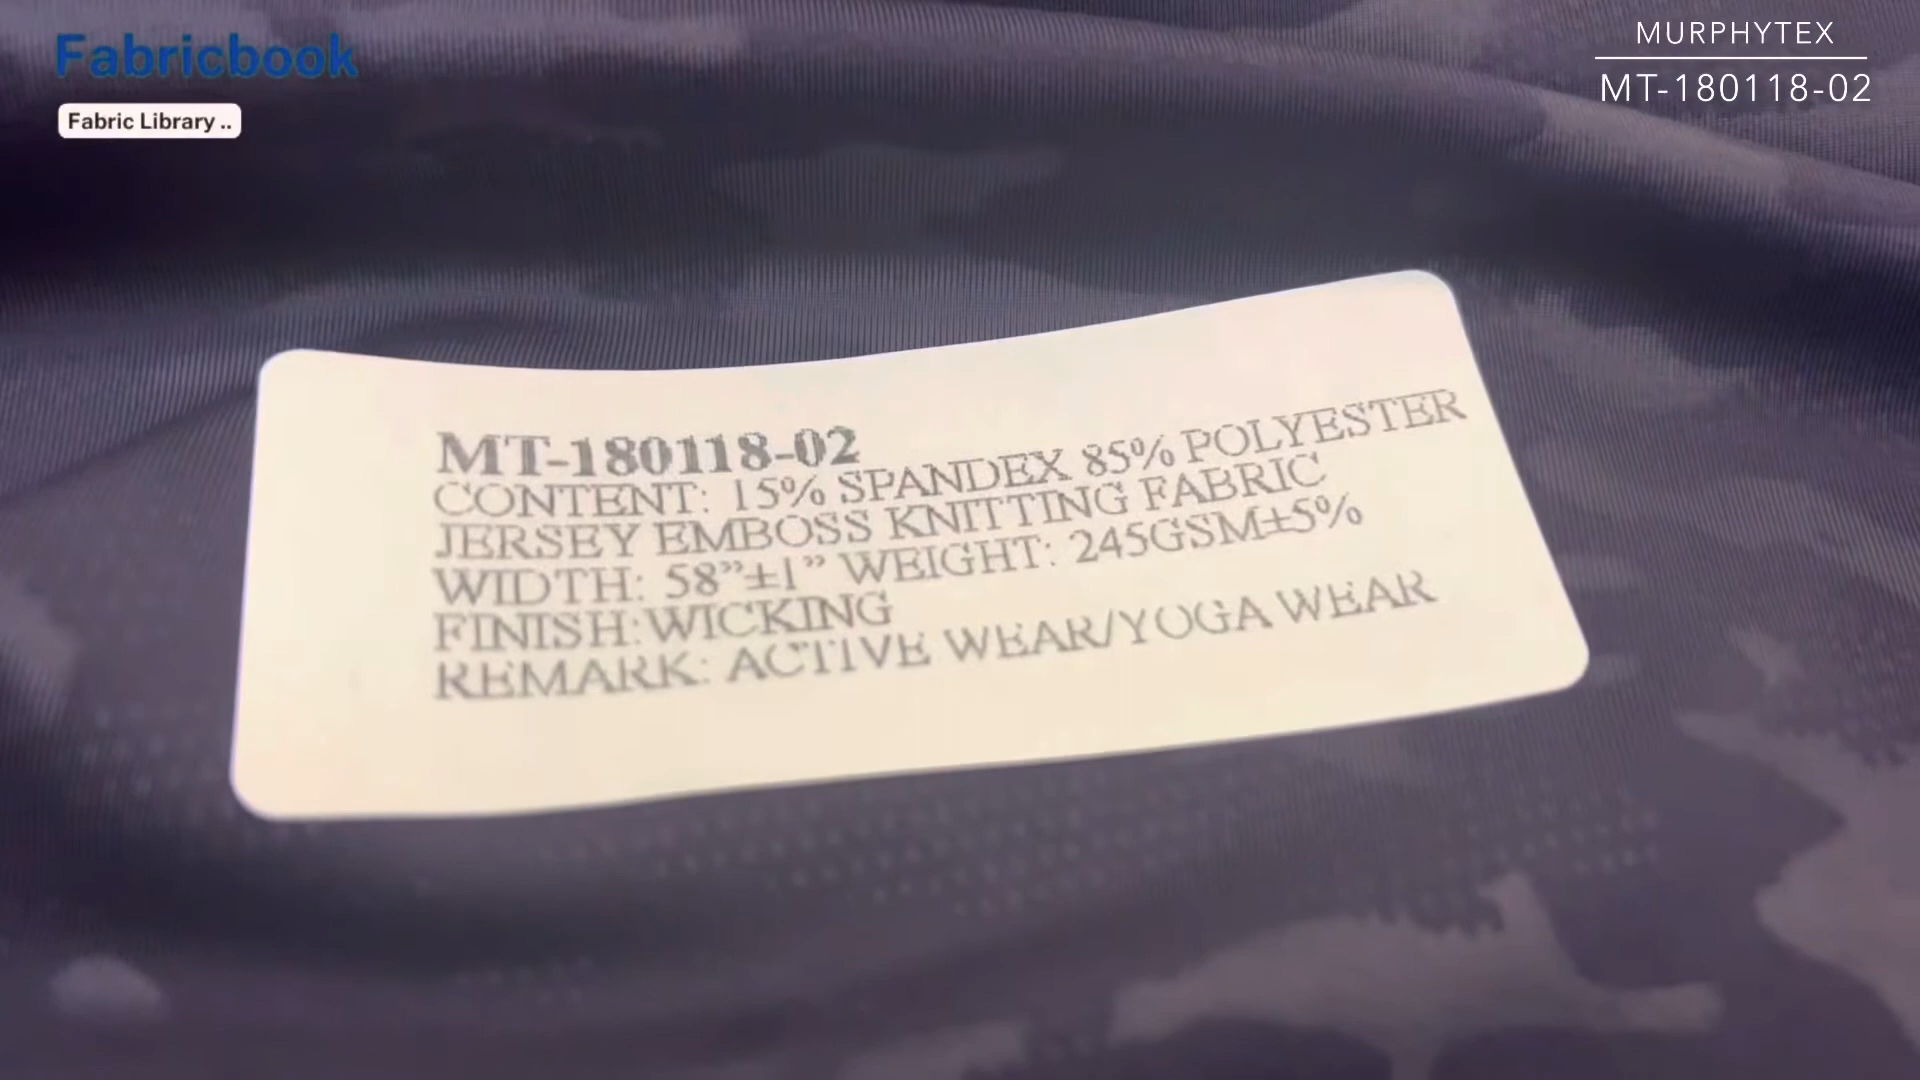 Fabricbook
Fabric Library ..
MURPHYTEX
MT-180118-02
MT-180118-02
CONTENT: 15% SPANDEX 85% POLYESTER
JERSEY EMBOSS KNITTING FABRIC
WIDTH: 58”±1” WEIGHT: 245GSM±5%
FINISH:WICKING
REMARK: ACTIVE WEAR/YOGA WEAR